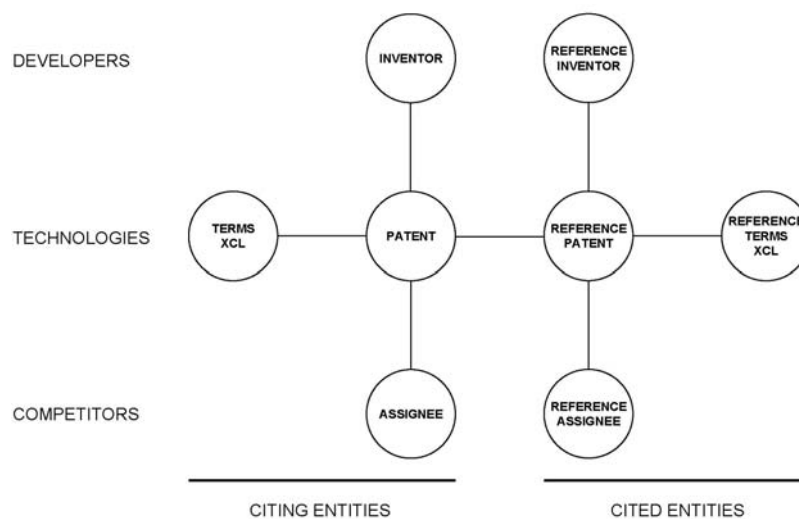 DEVELOPERS
INVENTOR
REFERENCE
INVENTOR
TECHNOLOGIES
TERMS
XCL
PATENT
REFERENCE
PATENT
REFERENCE
TERMS
XCL
COMPETITORS
ASSIGNEE
REFERENCE
ASSIGNEE
CITING ENTITIES
CITED ENTITIES